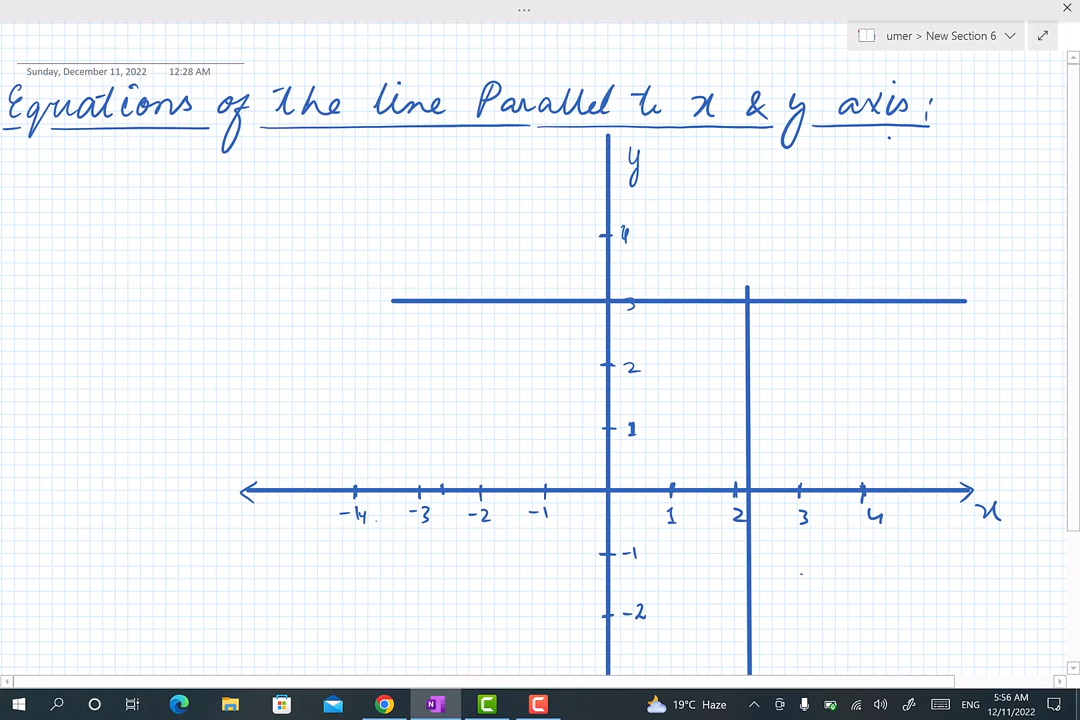 umer > New Section 6
Sunday, December 11, 2022 12:28 AM
Equations of the line Parallel to x & y axis :
y
4
3
2
1
-4 -3 -2 -1 1 2 3 4 x
-1
-2
19°C Haze
ENG
5:56 AM
12/11/2022